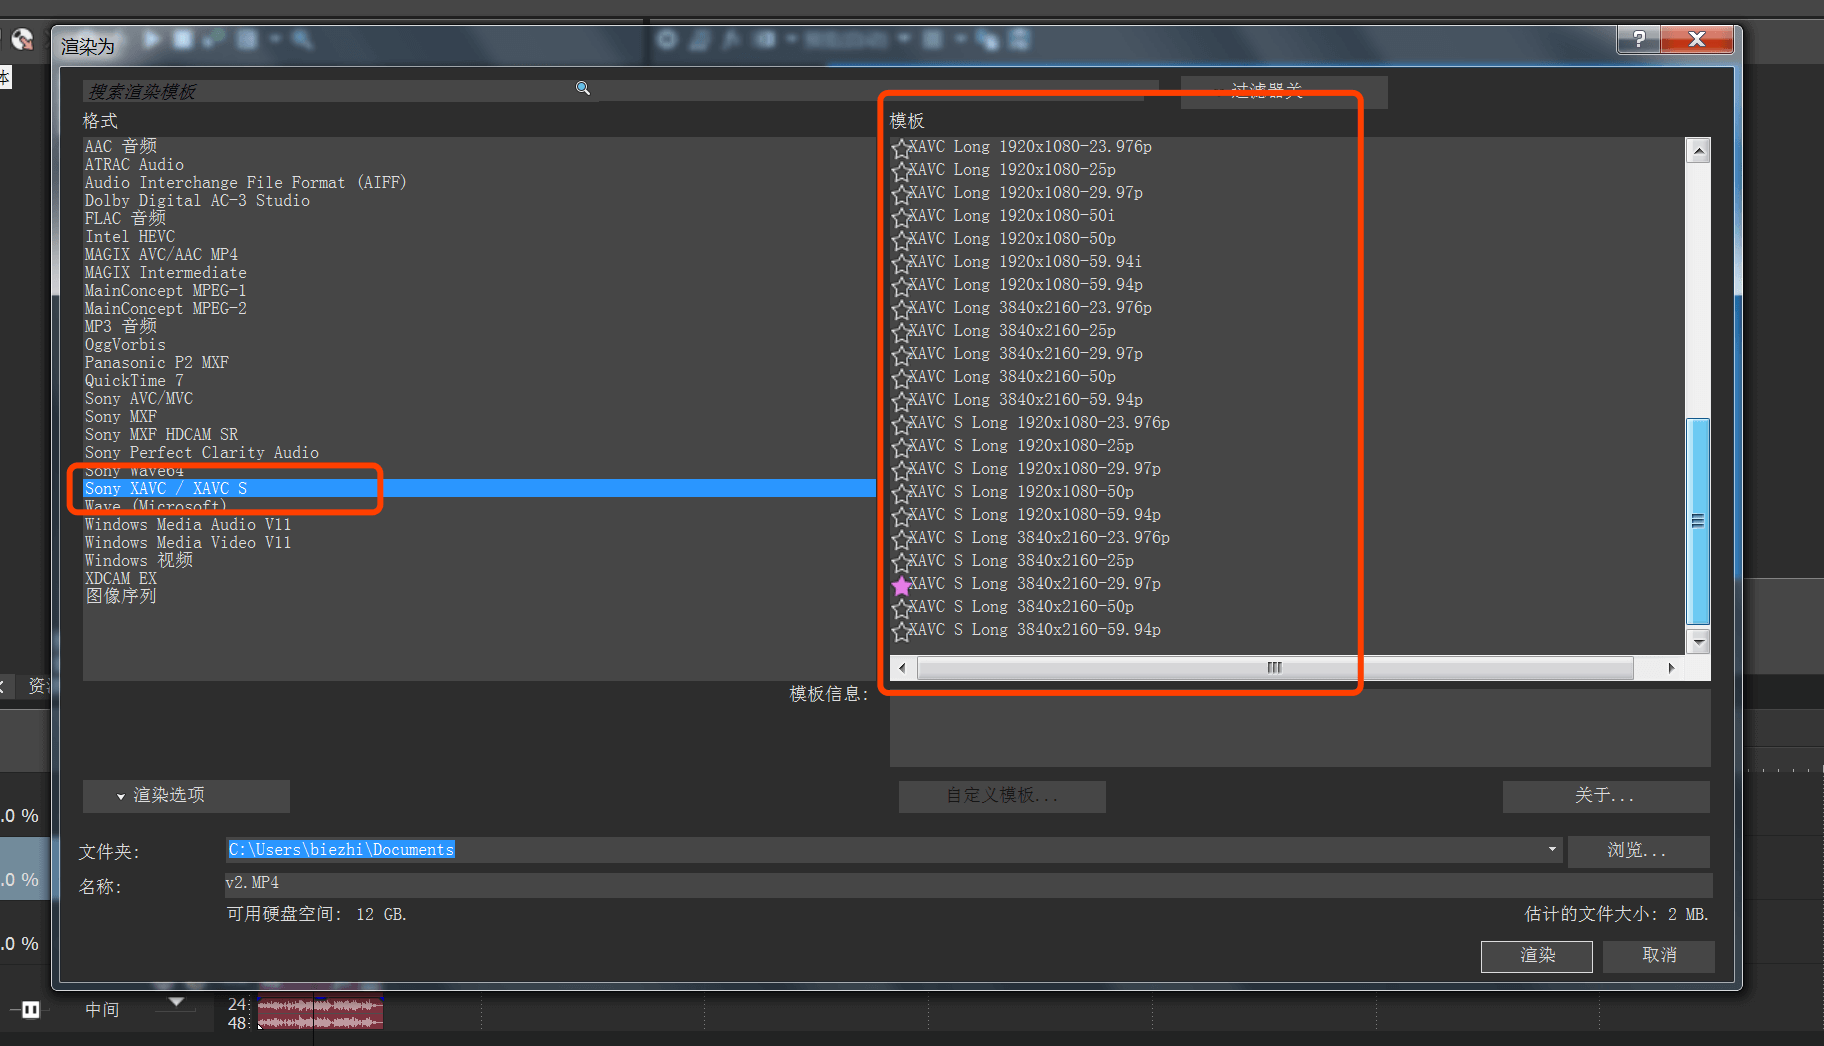 渲染为
体
搜索渲染模板
过滤器关
格式
模板
AAC 音频
ATRAC Audio
Audio Interchange File Format (AIFF)
Dolby Digital AC-3 Studio
FLAC 音频
Intel HEVC
MAGIX AVC/AAC MP4
MAGIX Intermediate
MainConcept MPEG-1
MainConcept MPEG-2
MP3 音频
OggVorbis
Panasonic P2 MXF
QuickTime 7
Sony AVC/MVC
Sony MXF
Sony MXF HDCAM SR
Sony Perfect Clarity Audio
Sony Wave64
Sony XAVC / XAVC S
Wave (Microsoft)
Windows Media Audio V11
Windows Media Video V11
Windows 视频
XDCAM EX
图像序列
XAVC Long 1920x1080-23.976p
XAVC Long 1920x1080-25p
XAVC Long 1920x1080-29.97p
XAVC Long 1920x1080-50i
XAVC Long 1920x1080-50p
XAVC Long 1920x1080-59.94i
XAVC Long 1920x1080-59.94p
XAVC Long 3840x2160-23.976p
XAVC Long 3840x2160-25p
XAVC Long 3840x2160-29.97p
XAVC Long 3840x2160-50p
XAVC Long 3840x2160-59.94p
XAVC S Long 1920x1080-23.976p
XAVC S Long 1920x1080-25p
XAVC S Long 1920x1080-29.97p
XAVC S Long 1920x1080-50p
XAVC S Long 1920x1080-59.94p
XAVC S Long 3840x2160-23.976p
XAVC S Long 3840x2160-25p
XAVC S Long 3840x2160-29.97p
XAVC S Long 3840x2160-50p
XAVC S Long 3840x2160-59.94p
模板信息:
渲染选项
自定义模板...
关于...
文件夹:
C:\Users\biezhi\Documents
浏览...
名称:
v2.MP4
可用硬盘空间: 12 GB.
估计的文件大小: 2 MB.
渲染
取消
资
.0 %
.0 %
.0 %
中间
24
48